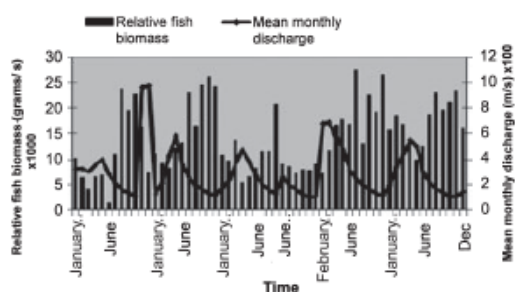 Relative fish
biomass
Mean monthly
discharge
Relative fish biomass (grams/ s)
x1000
30
25
20
15
10
5
0
12
10
8
6
4
2
0
Mean monthly discharge (m/s) x100
January.
June
January.
June
January.
June
June..
February
June
January.
June
Dec
Time